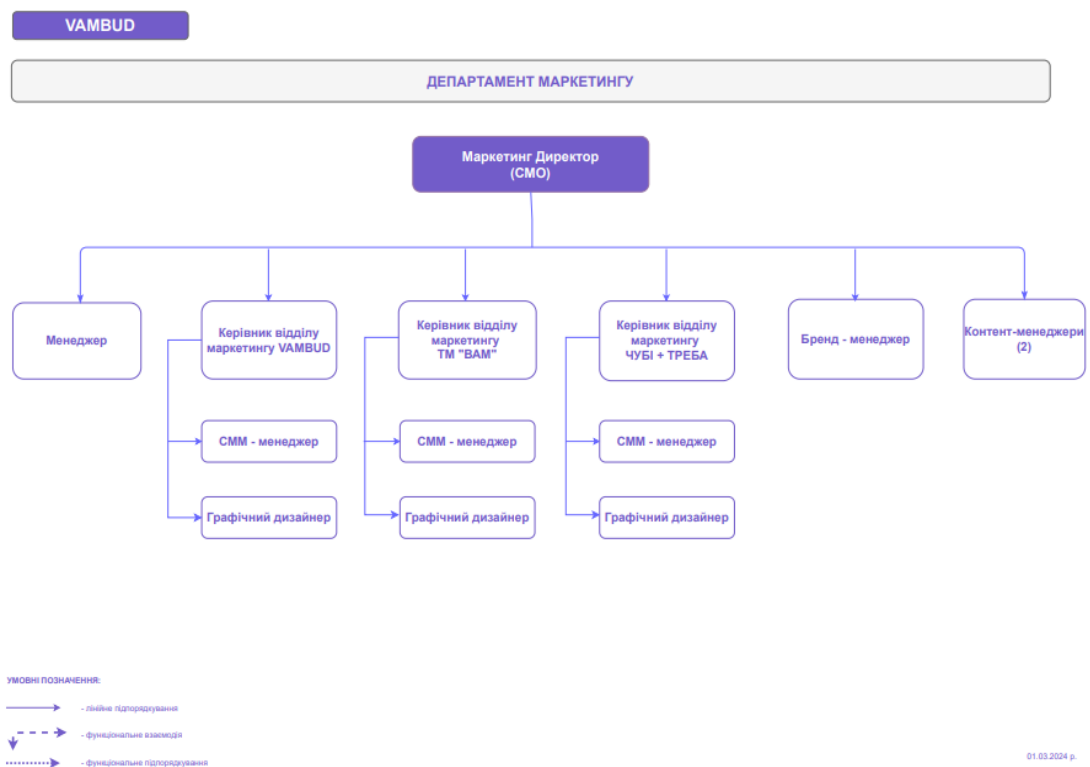 VAMBUD
ДЕПАРТАМЕНТ МАРКЕТИНГУ
Маркетинг Директор
(СМО)
Менеджер
Керівник відділу
маркетингу VAMBUD
Керівник відділу
маркетингу
ТМ "ВАМ"
Керівник відділу
маркетингу
ЧУБІ + ТРЕБА
Бренд - менеджер
Контент-менеджери
(2)
СММ - менеджер
СММ - менеджер
СММ - менеджер
Графічний дизайнер
Графічний дизайнер
Графічний дизайнер
УМОВНІ ПОЗНАЧЕННЯ:
- лінійне підпорядкування
- функціональне взаємодія
- функціональне підпорядкування
01.03.2024 р.